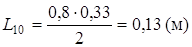 L₁₀ = (0,8·0,33)/2 = 0,13 (м)